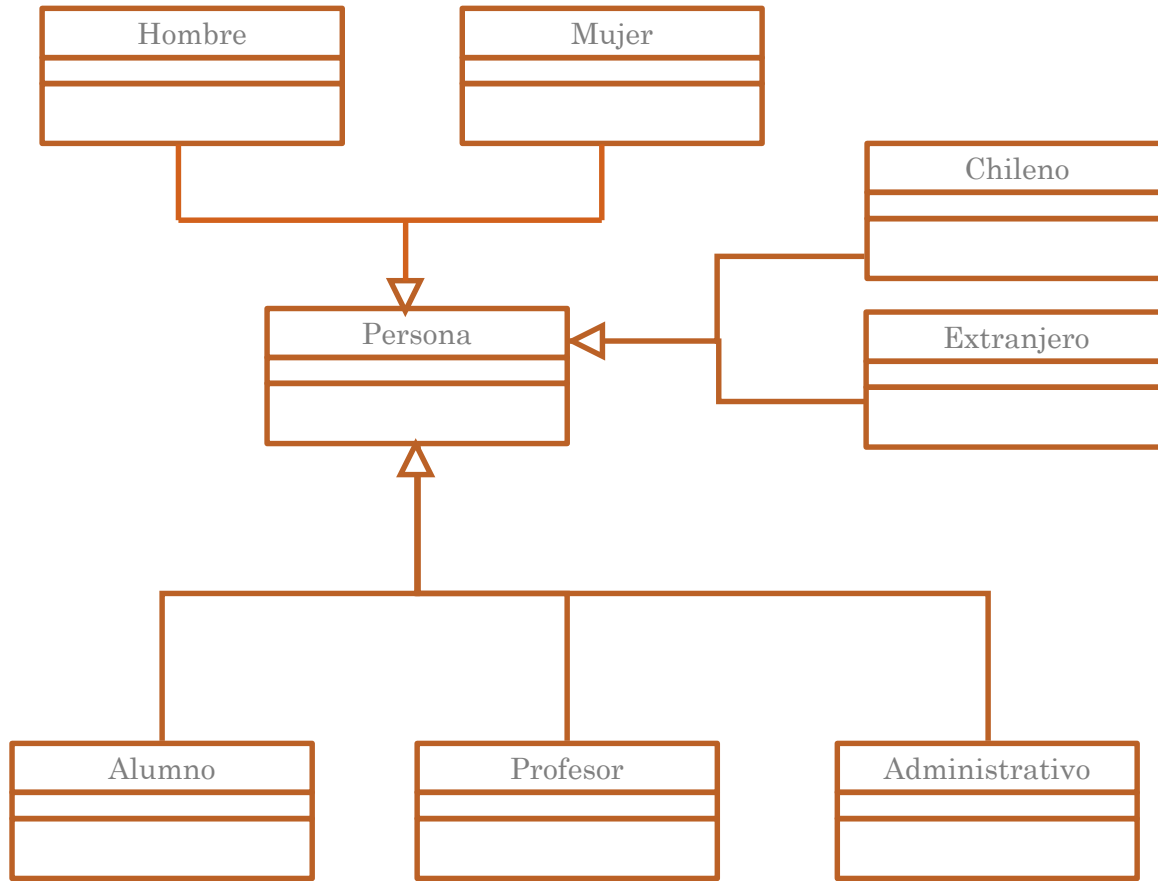 Hombre
Mujer
Chileno
Persona
Extranjero
Alumno
Profesor
Administrativo